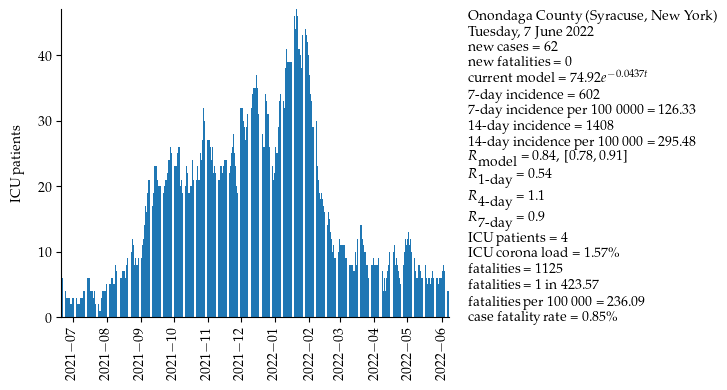 Onondaga County (Syracuse, New York)
Tuesday, 7 June 2022
new cases = 62
new fatalities = 0
current model = 74.92e^{−0.0437t}
7-day incidence = 602
7-day incidence per 100 0000 = 126.33
14-day incidence = 1408
14-day incidence per 100 000 = 295.48
R_model = 0.84, [0.78, 0.91]
R_1-day = 0.54
R_4-day = 1.1
R_7-day = 0.9
ICU patients = 4
ICU corona load = 1.57%
fatalities = 1125
fatalities = 1 in 423.57
fatalities per 100 000 = 236.09
case fatality rate = 0.85%
ICU patients
40
30
20
10
0
2021−07
2021−08
2021−09
2021−10
2021−11
2021−12
2022−01
2022−02
2022−03
2022−04
2022−05
2022−06